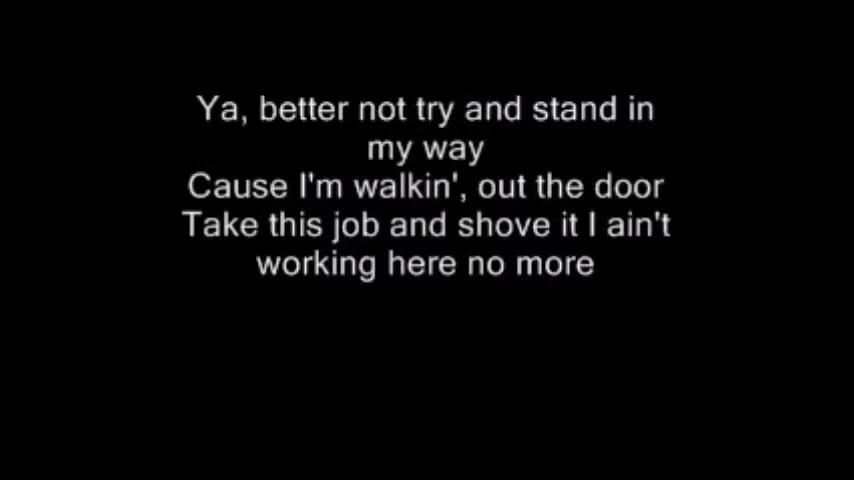 Ya, better not try and stand in
my way
Cause I'm walkin', out the door
Take this job and shove it I ain't
working here no more